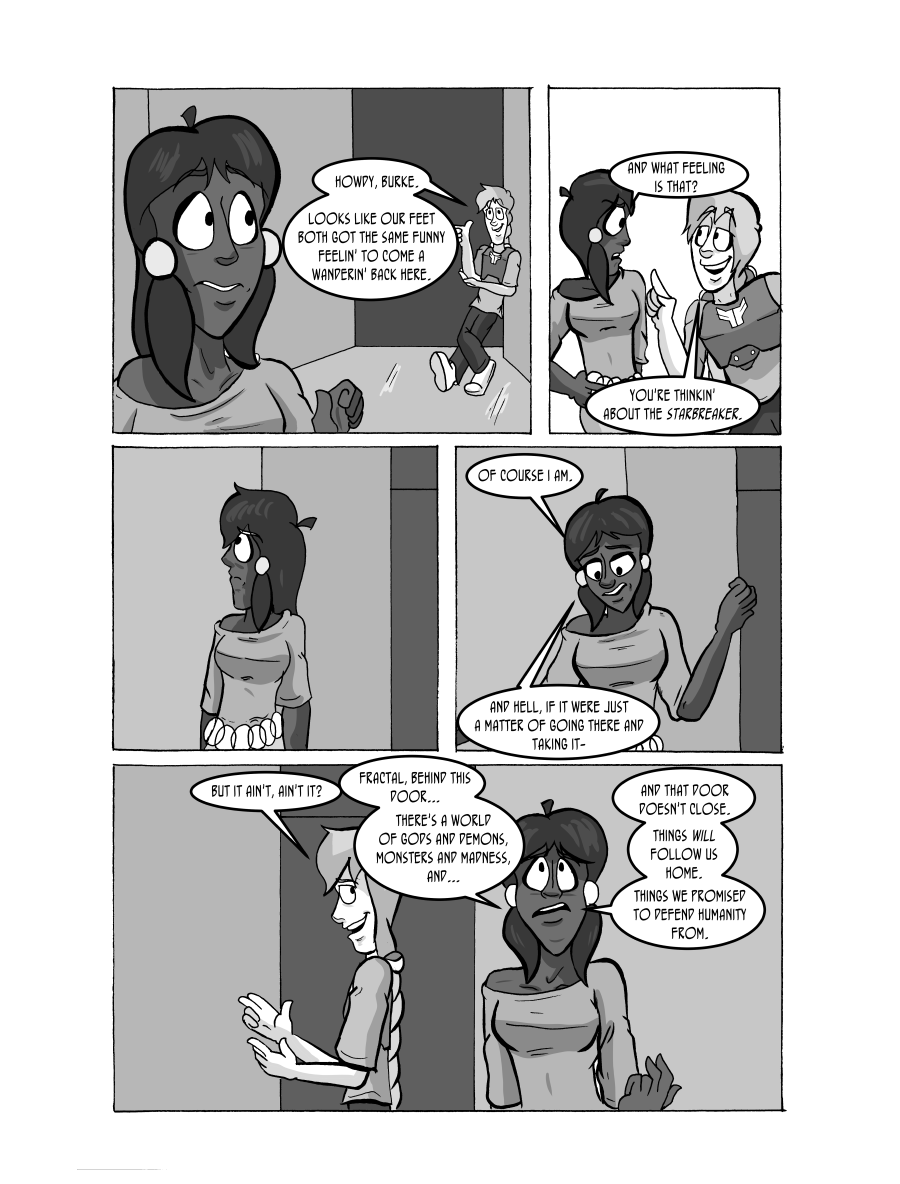 HOWDY, BURKE.
LOOKS LIKE OUR FEET
BOTH GOT THE SAME FUNNY
FEELIN' TO COME A
WANDERIN' BACK HERE.
AND WHAT FEELING
IS THAT?
YOU'RE THINKIN'
ABOUT THE STARBREAKER.
OF COURSE I AM.
AND HELL, IF IT WERE JUST
A MATTER OF GOING THERE AND
TAKING IT-
BUT IT AIN'T, AIN'T IT?
FRACTAL, BEHIND THIS
DOOR...
THERE'S A WORLD
OF GODS AND DEMONS,
MONSTERS AND MADNESS,
AND...
AND THAT DOOR
DOESN'T CLOSE.
THINGS WILL
FOLLOW US
HOME.
THINGS WE PROMISED
TO DEFEND HUMANITY
FROM.